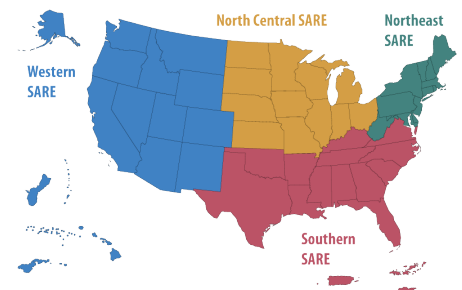 North Central SARE
Northeast
SARE
Western
SARE
Southern
SARE